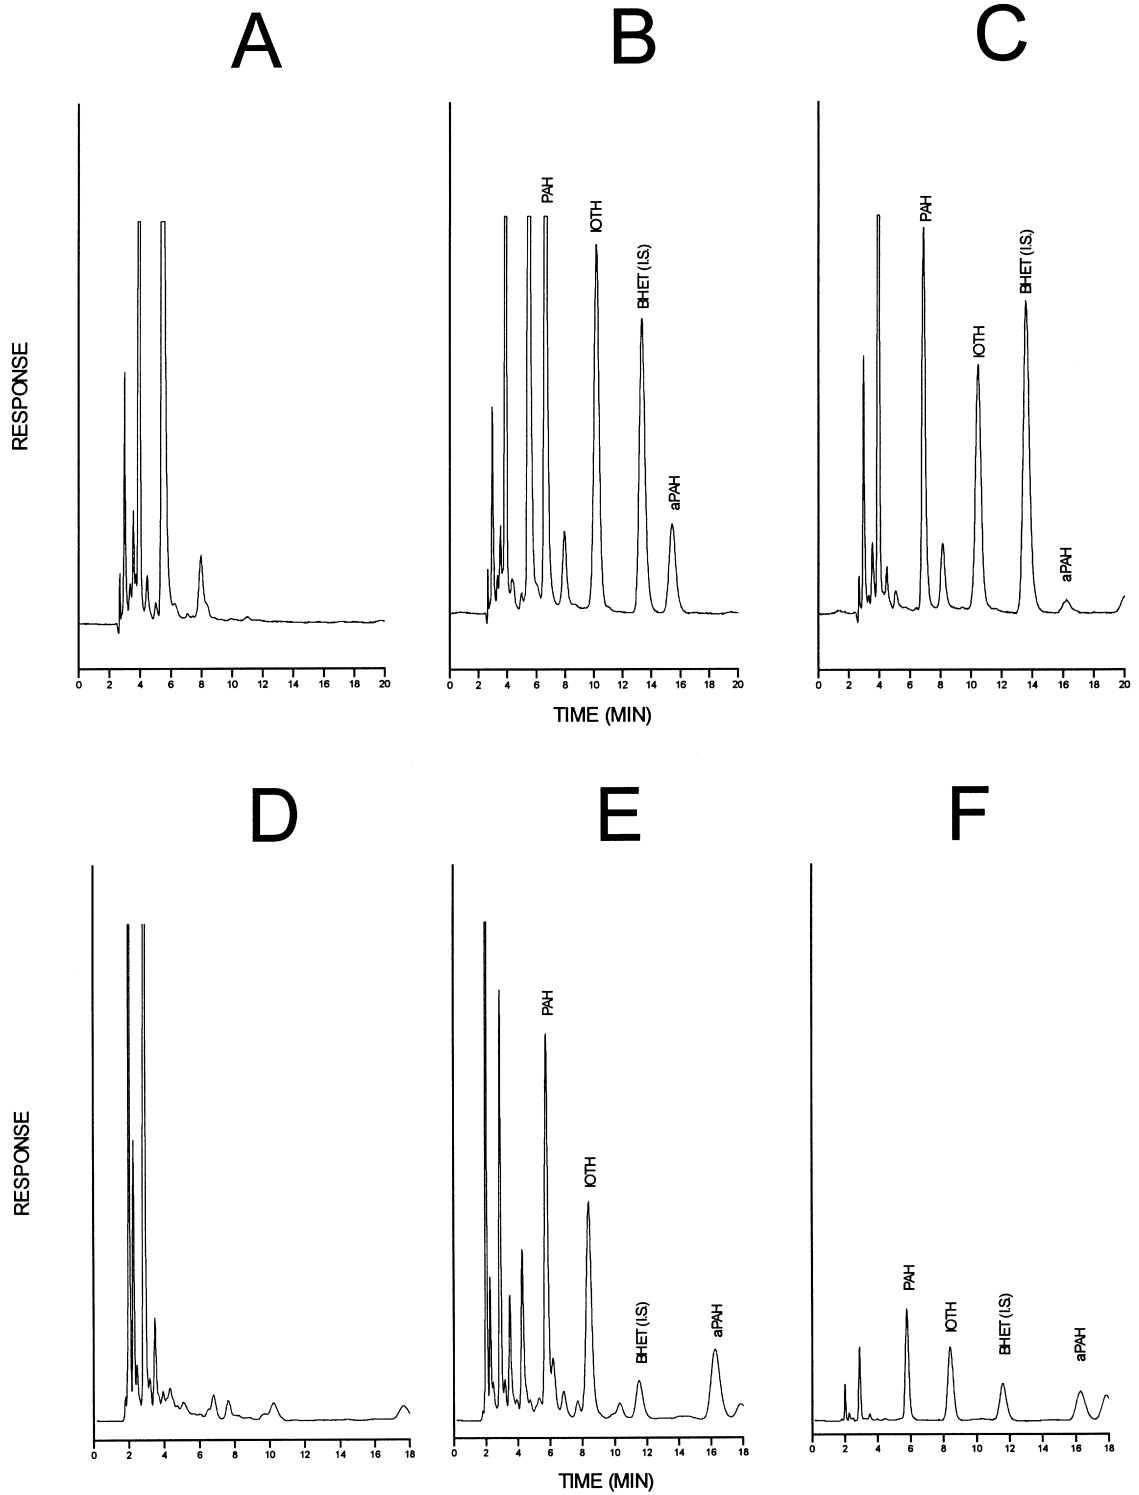 A
B
C
RESPONSE
PAH
IOTH
BHET (I.S.)
aPAH
PAH
IOTH
BHET (I.S.)
aPAH
0 2 4 6 8 10 12 14 16 18 20
0 2 4 6 8 10 12 14 16 18 20
0 2 4 6 8 10 12 14 16 18 20
TIME (MIN)
D
E
F
RESPONSE
PAH
IOTH
BHET (I.S.)
aPAH
PAH
IOTH
BHET (I.S.)
aPAH
0 2 4 6 8 10 12 14 16 18
0 2 4 6 8 10 12 14 16 18
0 2 4 6 8 10 12 14 16 18
TIME (MIN)